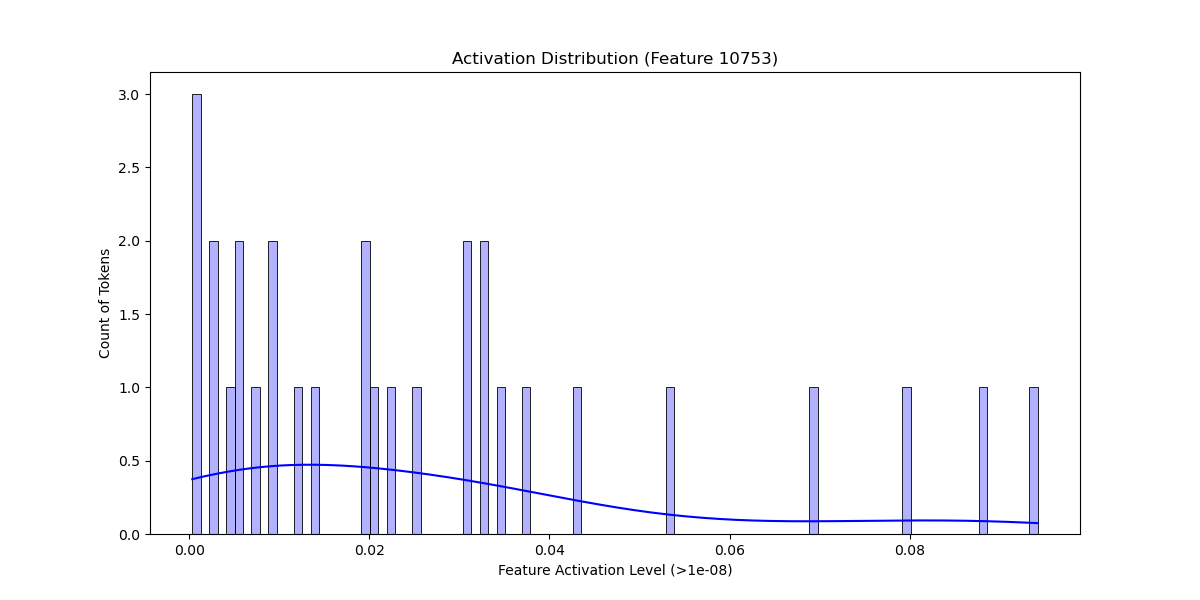 Activation Distribution (Feature 10753)
3.0
2.5
2.0
1.5
1.0
0.5
0.0
Count of Tokens
0.00 0.02 0.04 0.06 0.08
Feature Activation Level (>1e-08)